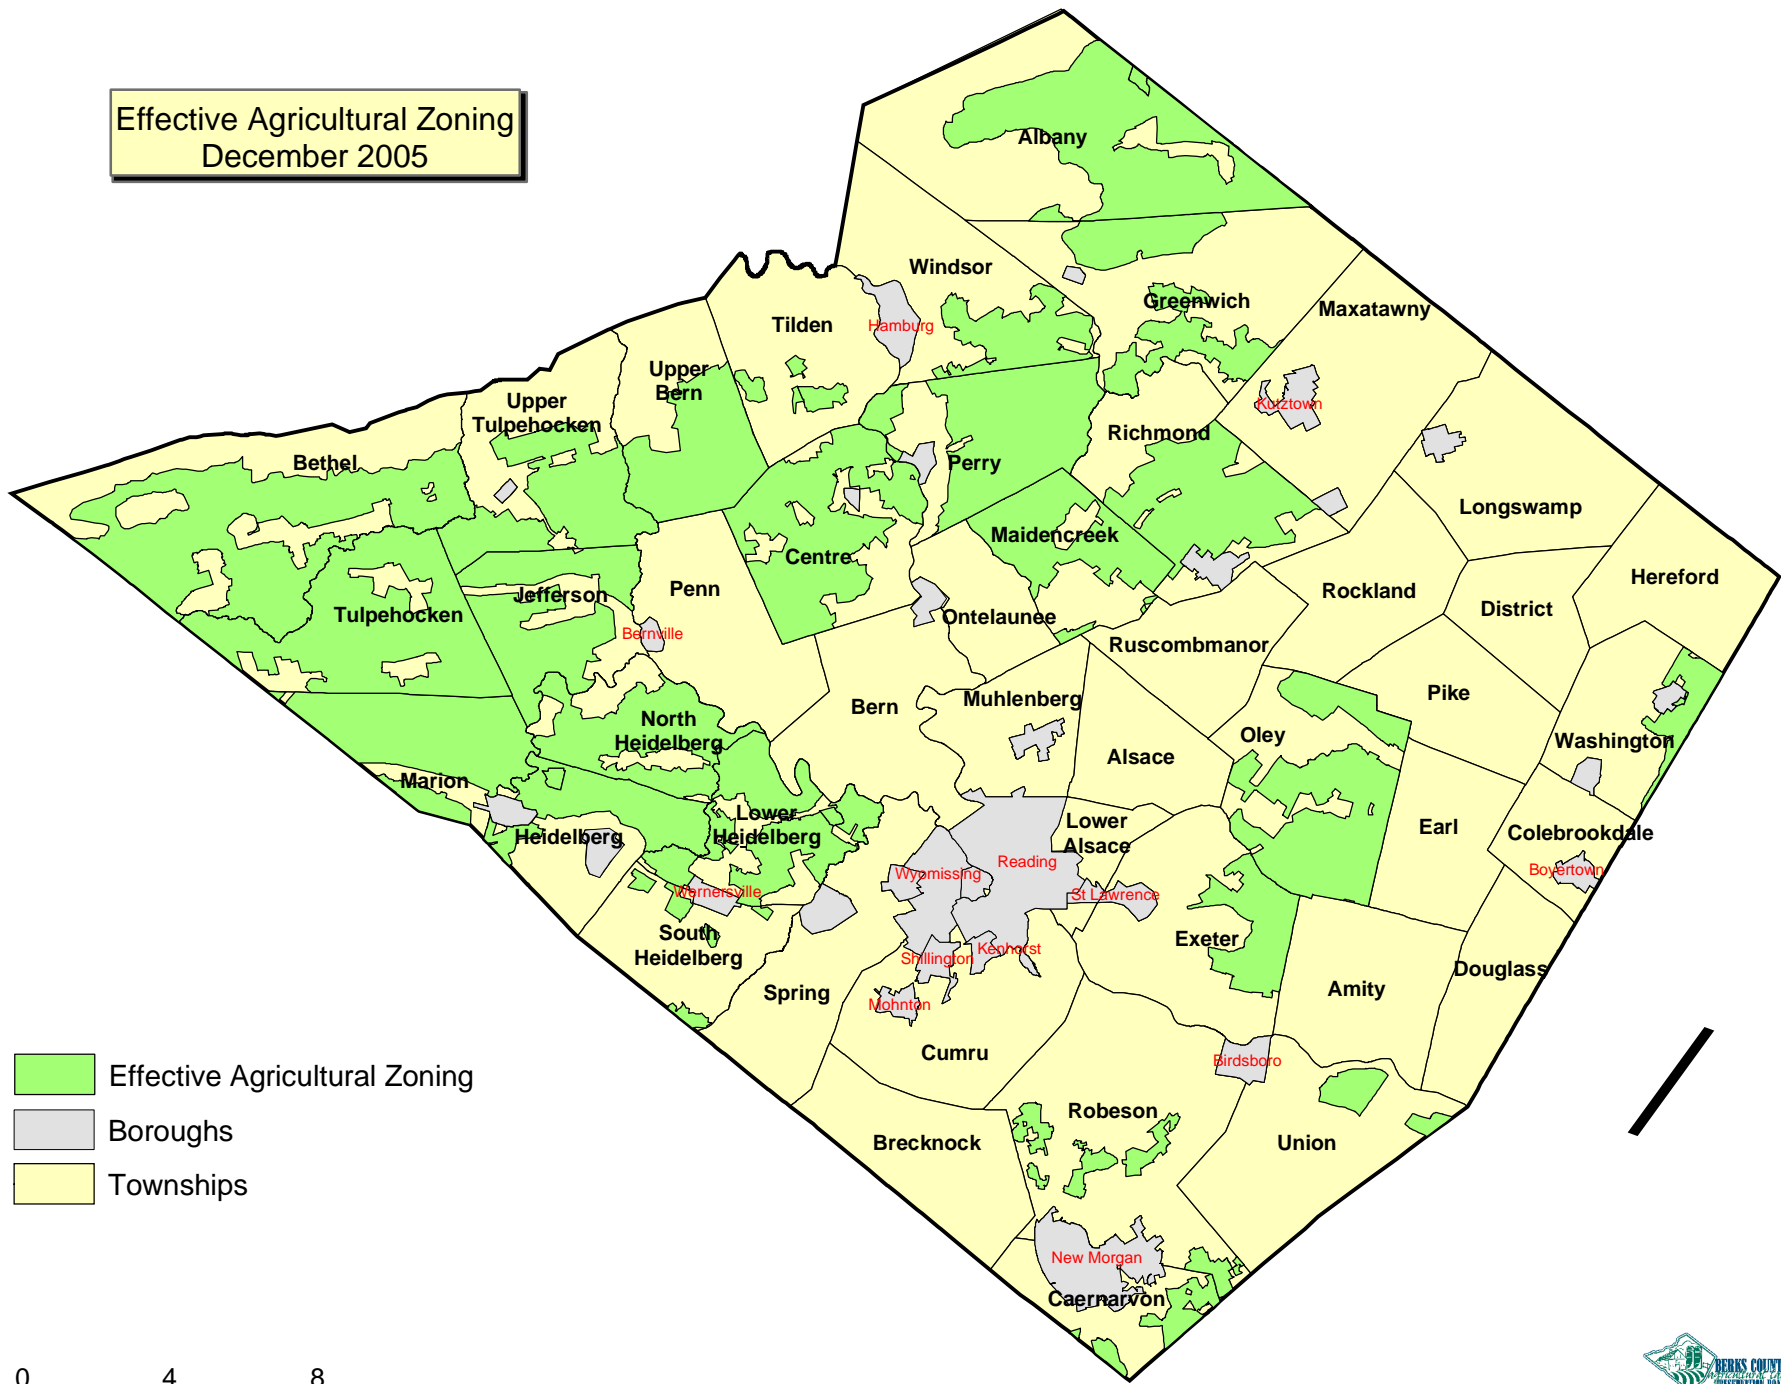 Effective Agricultural Zoning
December 2005
Albany
Windsor
Greenwich
Maxatawny
Tilden
Hamburg
Upper
Bern
Upper
Tulpehocken
Kutztown
Richmond
Bethel
Perry
Longswamp
Maidencreek
Centre
Hereford
Penn
Rockland
Jefferson
District
Tulpehocken
Ontelaunee
Bernville
Ruscombmanor
Pike
Muhlenberg
Bern
North
Heidelberg
Oley
Washington
Alsace
Marion
Lower
Heidelberg
Heidelberg
Lower
Alsace
Earl
Colebrookdale
Reading
Wyomissing
Boyertown
Wernersville
St Lawrence
South
Heidelberg
Exeter
Kenhorst
Shillington
Douglass
Spring
Amity
Mohnton
Cumru
Birdsboro
Effective Agricultural Zoning
Robeson
Boroughs
Brecknock
Union
Townships
New Morgan
Caernarvon
0 4 8
BERKS COUNT